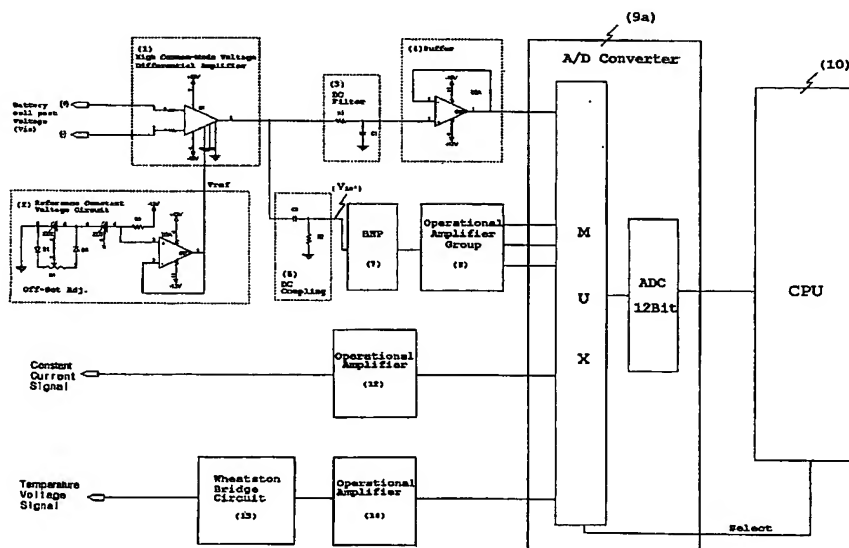 (9a)
A/D Converter
(10)
(1)
High Common-Mode Voltage
Differential Amplifier
(4)Buffer
(3)
DC
Filter
Battery
cell post
Voltage
(Vin)
(+)
(-)
Vref
(2) Reference Constant
Voltage Circuit
Off-Set Adj.
(5)
DC
Coupling
(7)
Operational
Amplifier
Group
M
U
X
ADC
12Bit
CPU
Constant
Current
Signal
Operational
Amplifier
(12)
Temperature
Voltage
Signal
Wheatston
Bridge
Circuit
(13)
Operational
Amplifier
Select